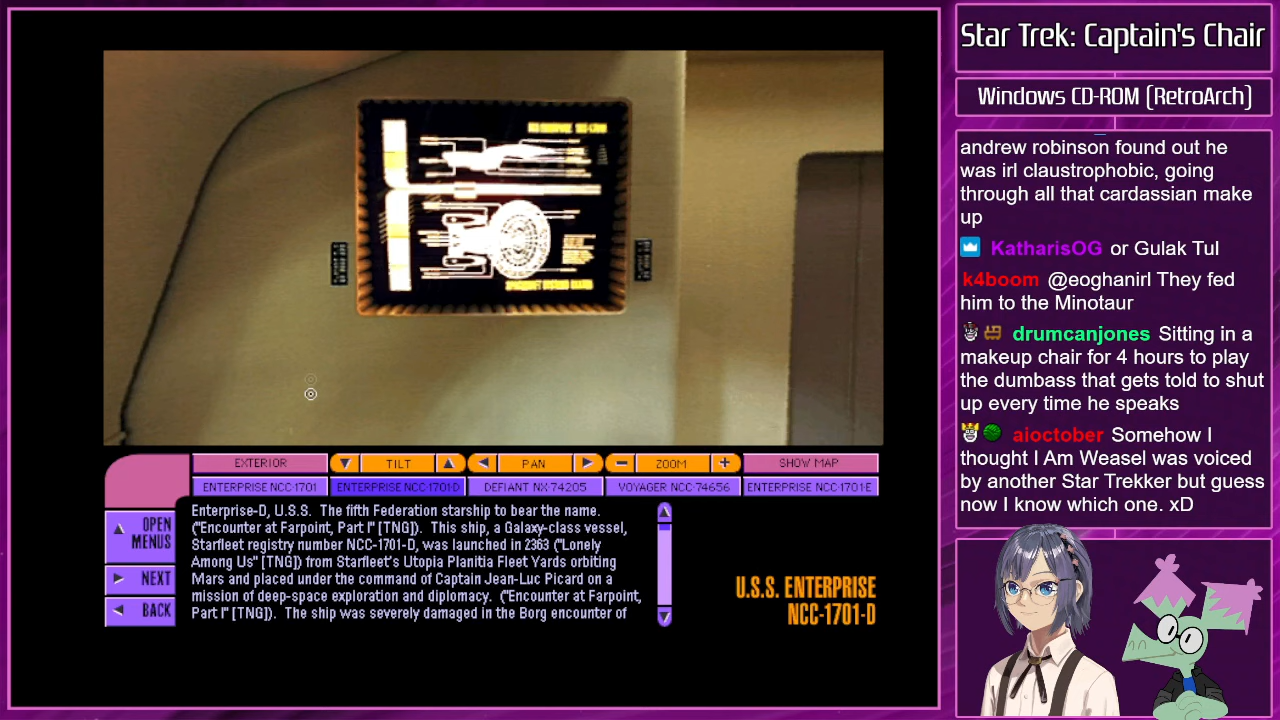 Star Trek: Captain's Chair
Windows CD-ROM (RetroArch)
andrew robinson found out he
was irl claustrophobic, going
through all that cardassian make
up
KatharisOG or Gulak Tul
k4boom @eoghanirl They fed
him to the Minotaur
drumcanjones Sitting in a
makeup chair for 4 hours to play
the dumbass that gets told to shut
up every time he speaks
aioctober Somehow I
thought I Am Weasel was voiced
by another Star Trekker but guess
now I know which one. xD
EXTERIOR
TILT
PAN
ZOOM
SHOW MAP
ENTERPRISE NCC-1701
ENTERPRISE NCC-1701-D
DEFIANT NX-74205
VOYAGER NCC-74656
ENTERPRISE NCC-1701-E
OPEN
MENUS
NEXT
BACK
Enterprise-D, U.S.S. The fifth Federation starship to bear the name.
("Encounter at Farpoint, Part I" [TNG]). This ship, a Galaxy-class vessel,
Starfleet registry number NCC-1701-D, was launched in 2363 ("Lonely
Among Us" [TNG]) from Starfleet's Utopia Planitia Fleet Yards orbiting
Mars and placed under the command of Captain Jean-Luc Picard on a
mission of deep-space exploration and diplomacy. ("Encounter at Farpoint,
Part I" [TNG]). The ship was severely damaged in the Borg encounter of
U.S.S. ENTERPRISE
NCC-1701-D